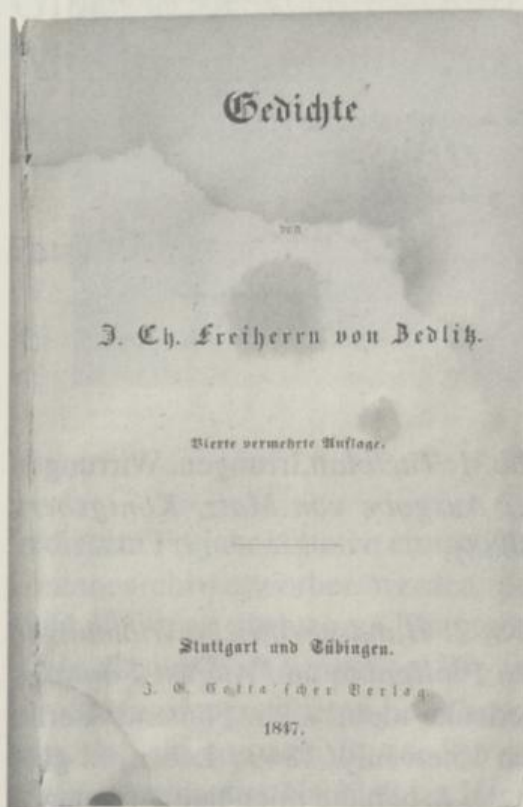 Gedichte
von
J. Ch. Freiherrn von Zedlitz.
Vierte vermehrte Auflage.
Stuttgart und Tübingen.
J. G. Cotta'scher Verlag.
1847.